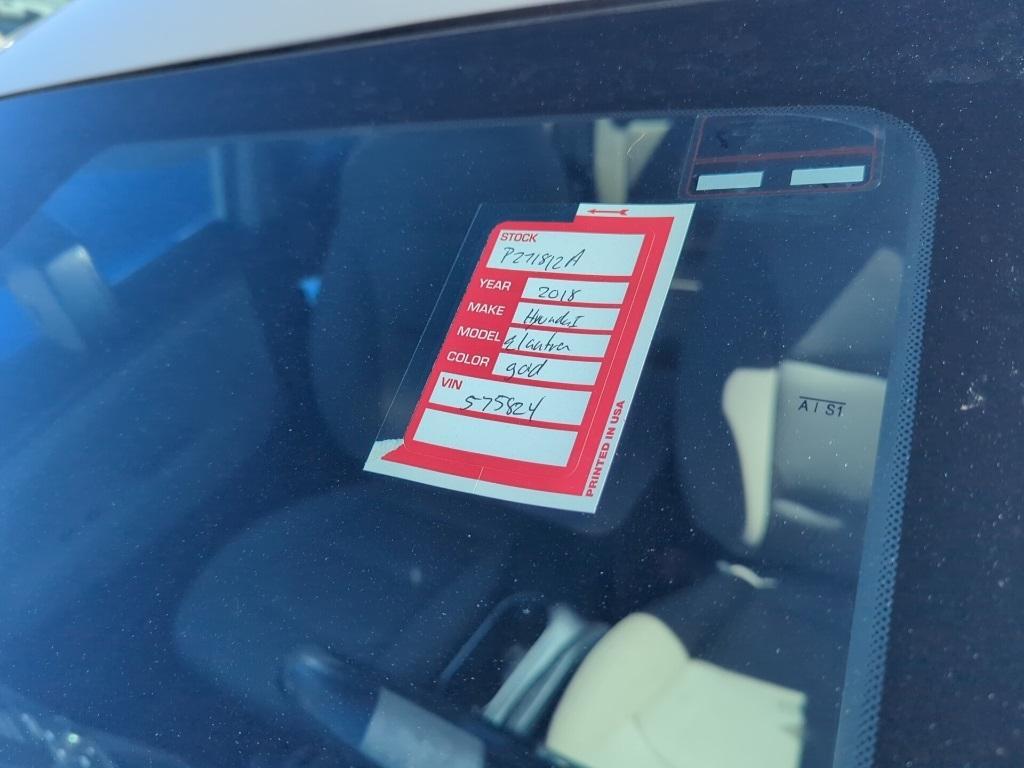 STOCK
P271892A
YEAR 2018
MAKE HyundaI
MODEL elantra
COLOR gold
VIN
575824
PRINTED IN USA
A I S1